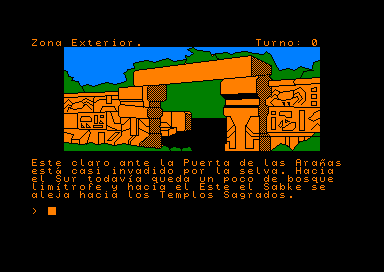 Zona Exterior. Turno: 0
Este claro ante la Puerta de las Arañas
está casi invadido por la selva. Hacia
el Sur todavía queda un poco de bosque
limítrofe y hacia el Este el Sabke se
aleja hacia los Templos Sagrados.
>